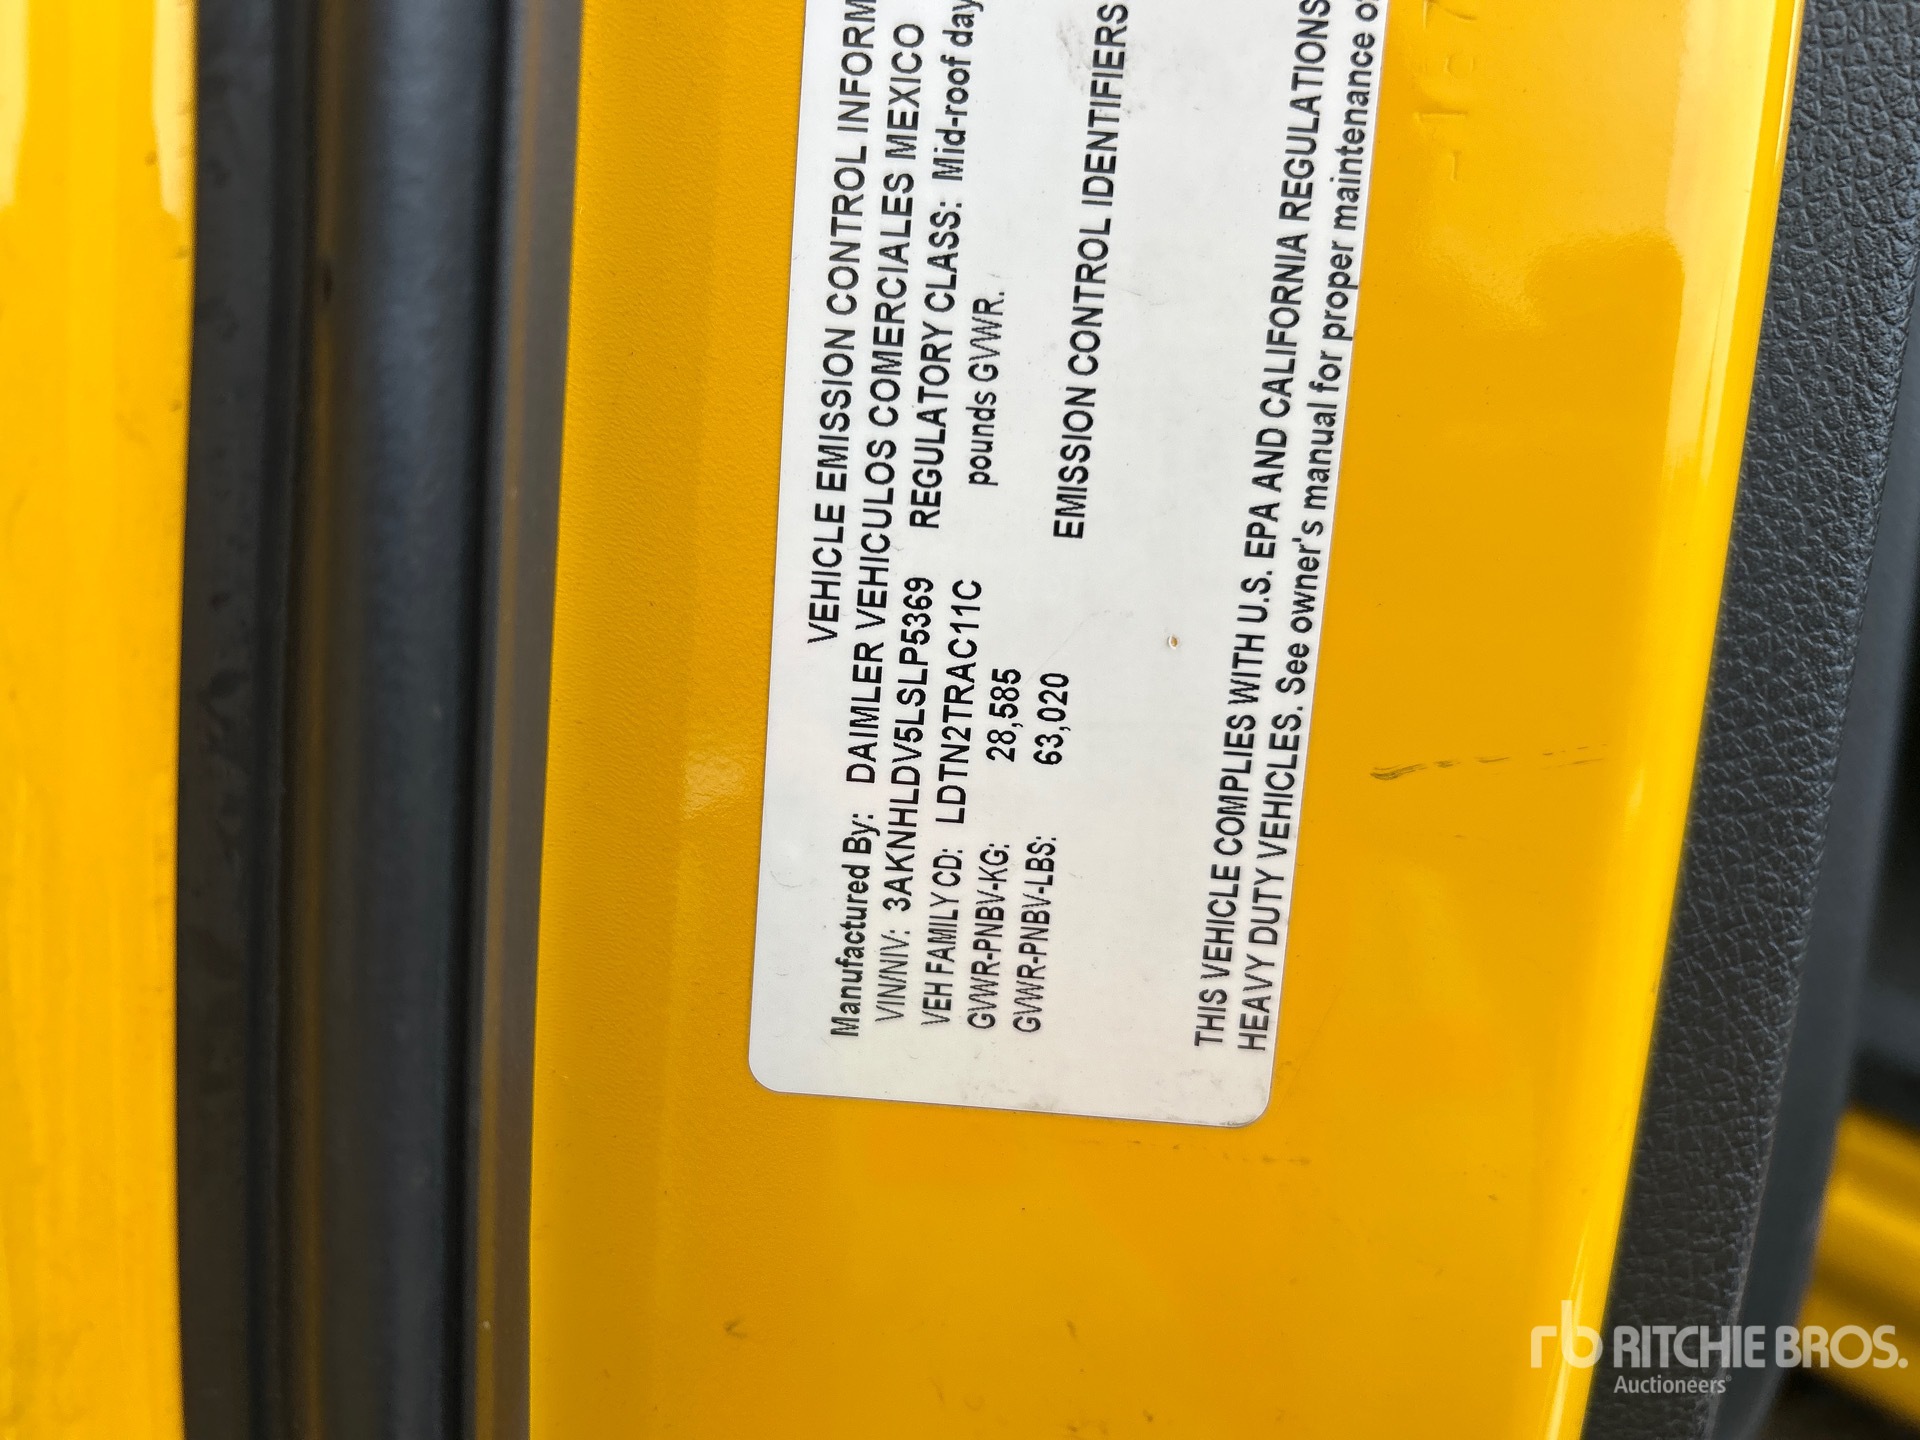 VEHICLE EMISSION CONTROL INFORM
Manufactured By: DAIMLER VEHICULOS COMERCIALES MEXICO
VIN/NIV: 3AKNHLDV5LSLP5369 REGULATORY CLASS: Mid-roof day
VEH FAMILY CD: LDTN2TRAC11C pounds GVWR.
GVWR-PNBV-KG: 28,585
GVWR-PNBV-LBS: 63,020
EMISSION CONTROL IDENTIFIERS
THIS VEHICLE COMPLIES WITH U.S. EPA AND CALIFORNIA REGULATIONS
HEAVY DUTY VEHICLES. See owner's manual for proper maintenance o
rb RITCHIE BROS.
Auctioneers